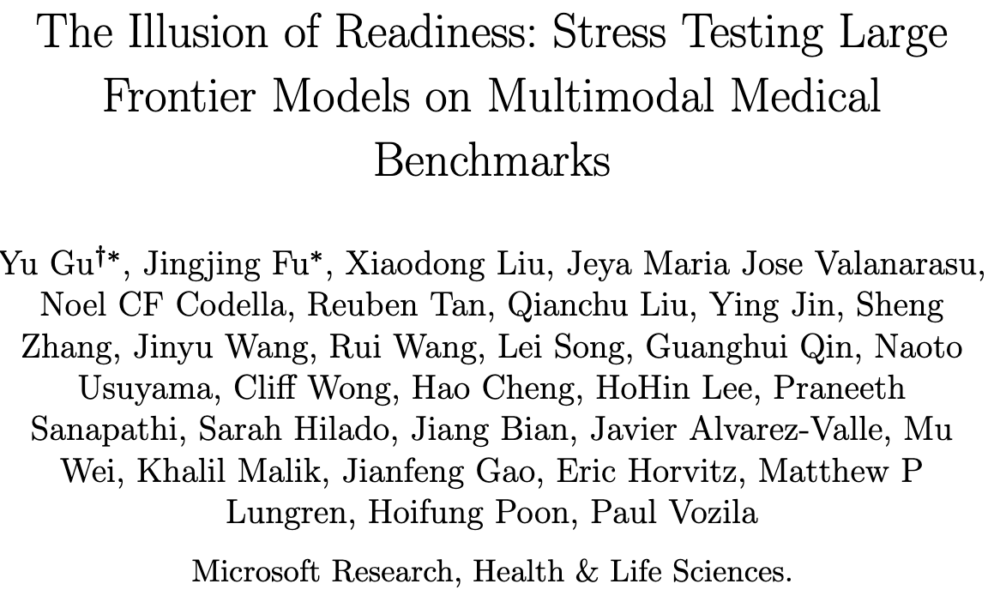 The Illusion of Readiness: Stress Testing Large
Frontier Models on Multimodal Medical
Benchmarks
Yu Gu†*, Jingjing Fu*, Xiaodong Liu, Jeya Maria Jose Valanarasu,
Noel CF Codella, Reuben Tan, Qianchu Liu, Ying Jin, Sheng
Zhang, Jinyu Wang, Rui Wang, Lei Song, Guanghui Qin, Naoto
Usuyama, Cliff Wong, Hao Cheng, HoHin Lee, Praneeth
Sanapathi, Sarah Hilado, Jiang Bian, Javier Alvarez-Valle, Mu
Wei, Khalil Malik, Jianfeng Gao, Eric Horvitz, Matthew P
Lungren, Hoifung Poon, Paul Vozila
Microsoft Research, Health & Life Sciences.